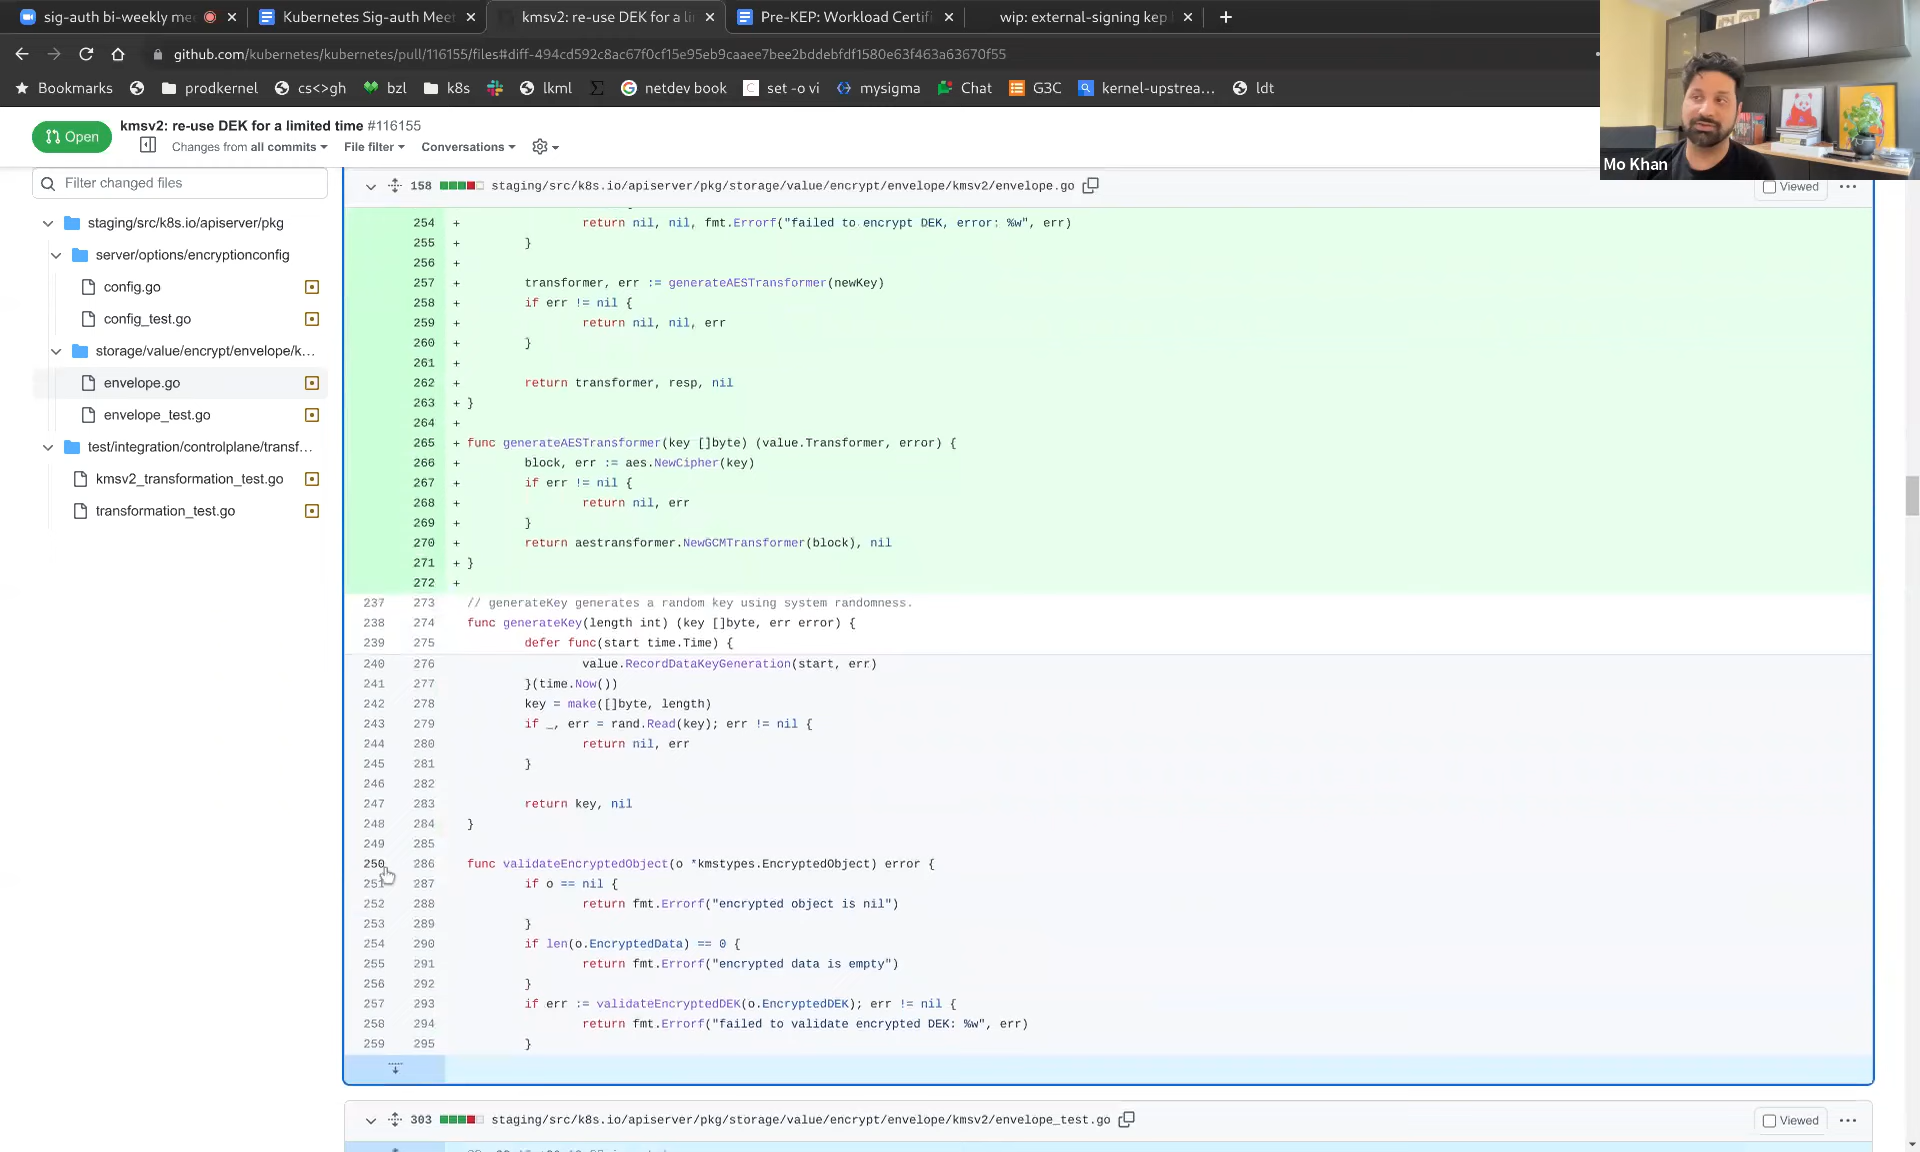 sig-auth bi-weekly me
Kubernetes Sig-auth Meet
kmsv2: re-use DEK for a li
Pre-KEP: Workload Certifi
wip: external-signing kep
github.com/kubernetes/kubernetes/pull/116155/files#diff-494cd592c8ac67f0cf15e95eb9caaee7bee2bddebfdf1580e63f463a63670f55
Bookmarks
prodkernel
cs<>gh
bzl
k8s
lkml
netdev book
set -o vi
mysigma
Chat
G3C
kernel-upstrea...
ldt
Mo Khan
Open
kmsv2: re-use DEK for a limited time #116155
Changes from all commits
File filter
Conversations
Filter changed files
staging/src/k8s.io/apiserver/pkg
server/options/encryptionconfig
config.go
config_test.go
storage/value/encrypt/envelope/k...
envelope.go
envelope_test.go
test/integration/controlplane/transf...
kmsv2_transformation_test.go
transformation_test.go
158 staging/src/k8s.io/apiserver/pkg/storage/value/encrypt/envelope/kmsv2/envelope.go
Viewed
254 + return nil, nil, fmt.Errorf("failed to encrypt DEK, error: %w", err)
255 + }
256 +
257 + transformer, err := generateAESTransformer(newKey)
258 + if err != nil {
259 + return nil, nil, err
260 + }
261 +
262 + return transformer, resp, nil
263 + }
264 +
265 + func generateAESTransformer(key []byte) (value.Transformer, error) {
266 + block, err := aes.NewCipher(key)
267 + if err != nil {
268 + return nil, err
269 + }
270 + return aestransformer.NewGCMTransformer(block), nil
271 + }
272 +
237 273 // generateKey generates a random key using system randomness.
238 274 func generateKey(length int) (key []byte, err error) {
239 275 defer func(start time.Time) {
240 276 value.RecordDataKeyGeneration(start, err)
241 277 }(time.Now())
242 278 key = make([]byte, length)
243 279 if _, err = rand.Read(key); err != nil {
244 280 return nil, err
245 281 }
246 282
247 283 return key, nil
248 284 }
249 285
250 286 func validateEncryptedObject(o *kmstypes.EncryptedObject) error {
251 287 if o == nil {
252 288 return fmt.Errorf("encrypted object is nil")
253 289 }
254 290 if len(o.EncryptedData) == 0 {
255 291 return fmt.Errorf("encrypted data is empty")
256 292 }
257 293 if err := validateEncryptedDEK(o.EncryptedDEK); err != nil {
258 294 return fmt.Errorf("failed to validate encrypted DEK: %w", err)
259 295 }
303 staging/src/k8s.io/apiserver/pkg/storage/value/encrypt/envelope/kmsv2/envelope_test.go
Viewed